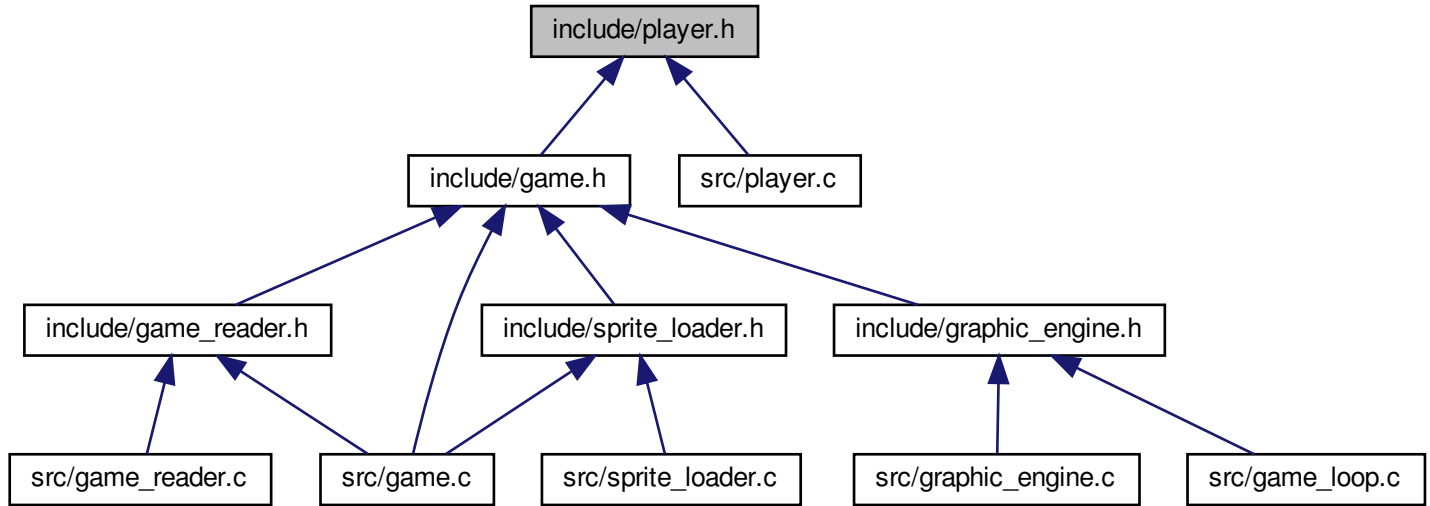 include/player.h
include/game.h
src/player.c
include/game_reader.h
include/sprite_loader.h
include/graphic_engine.h
src/game_reader.c
src/game.c
src/sprite_loader.c
src/graphic_engine.c
src/game_loop.c